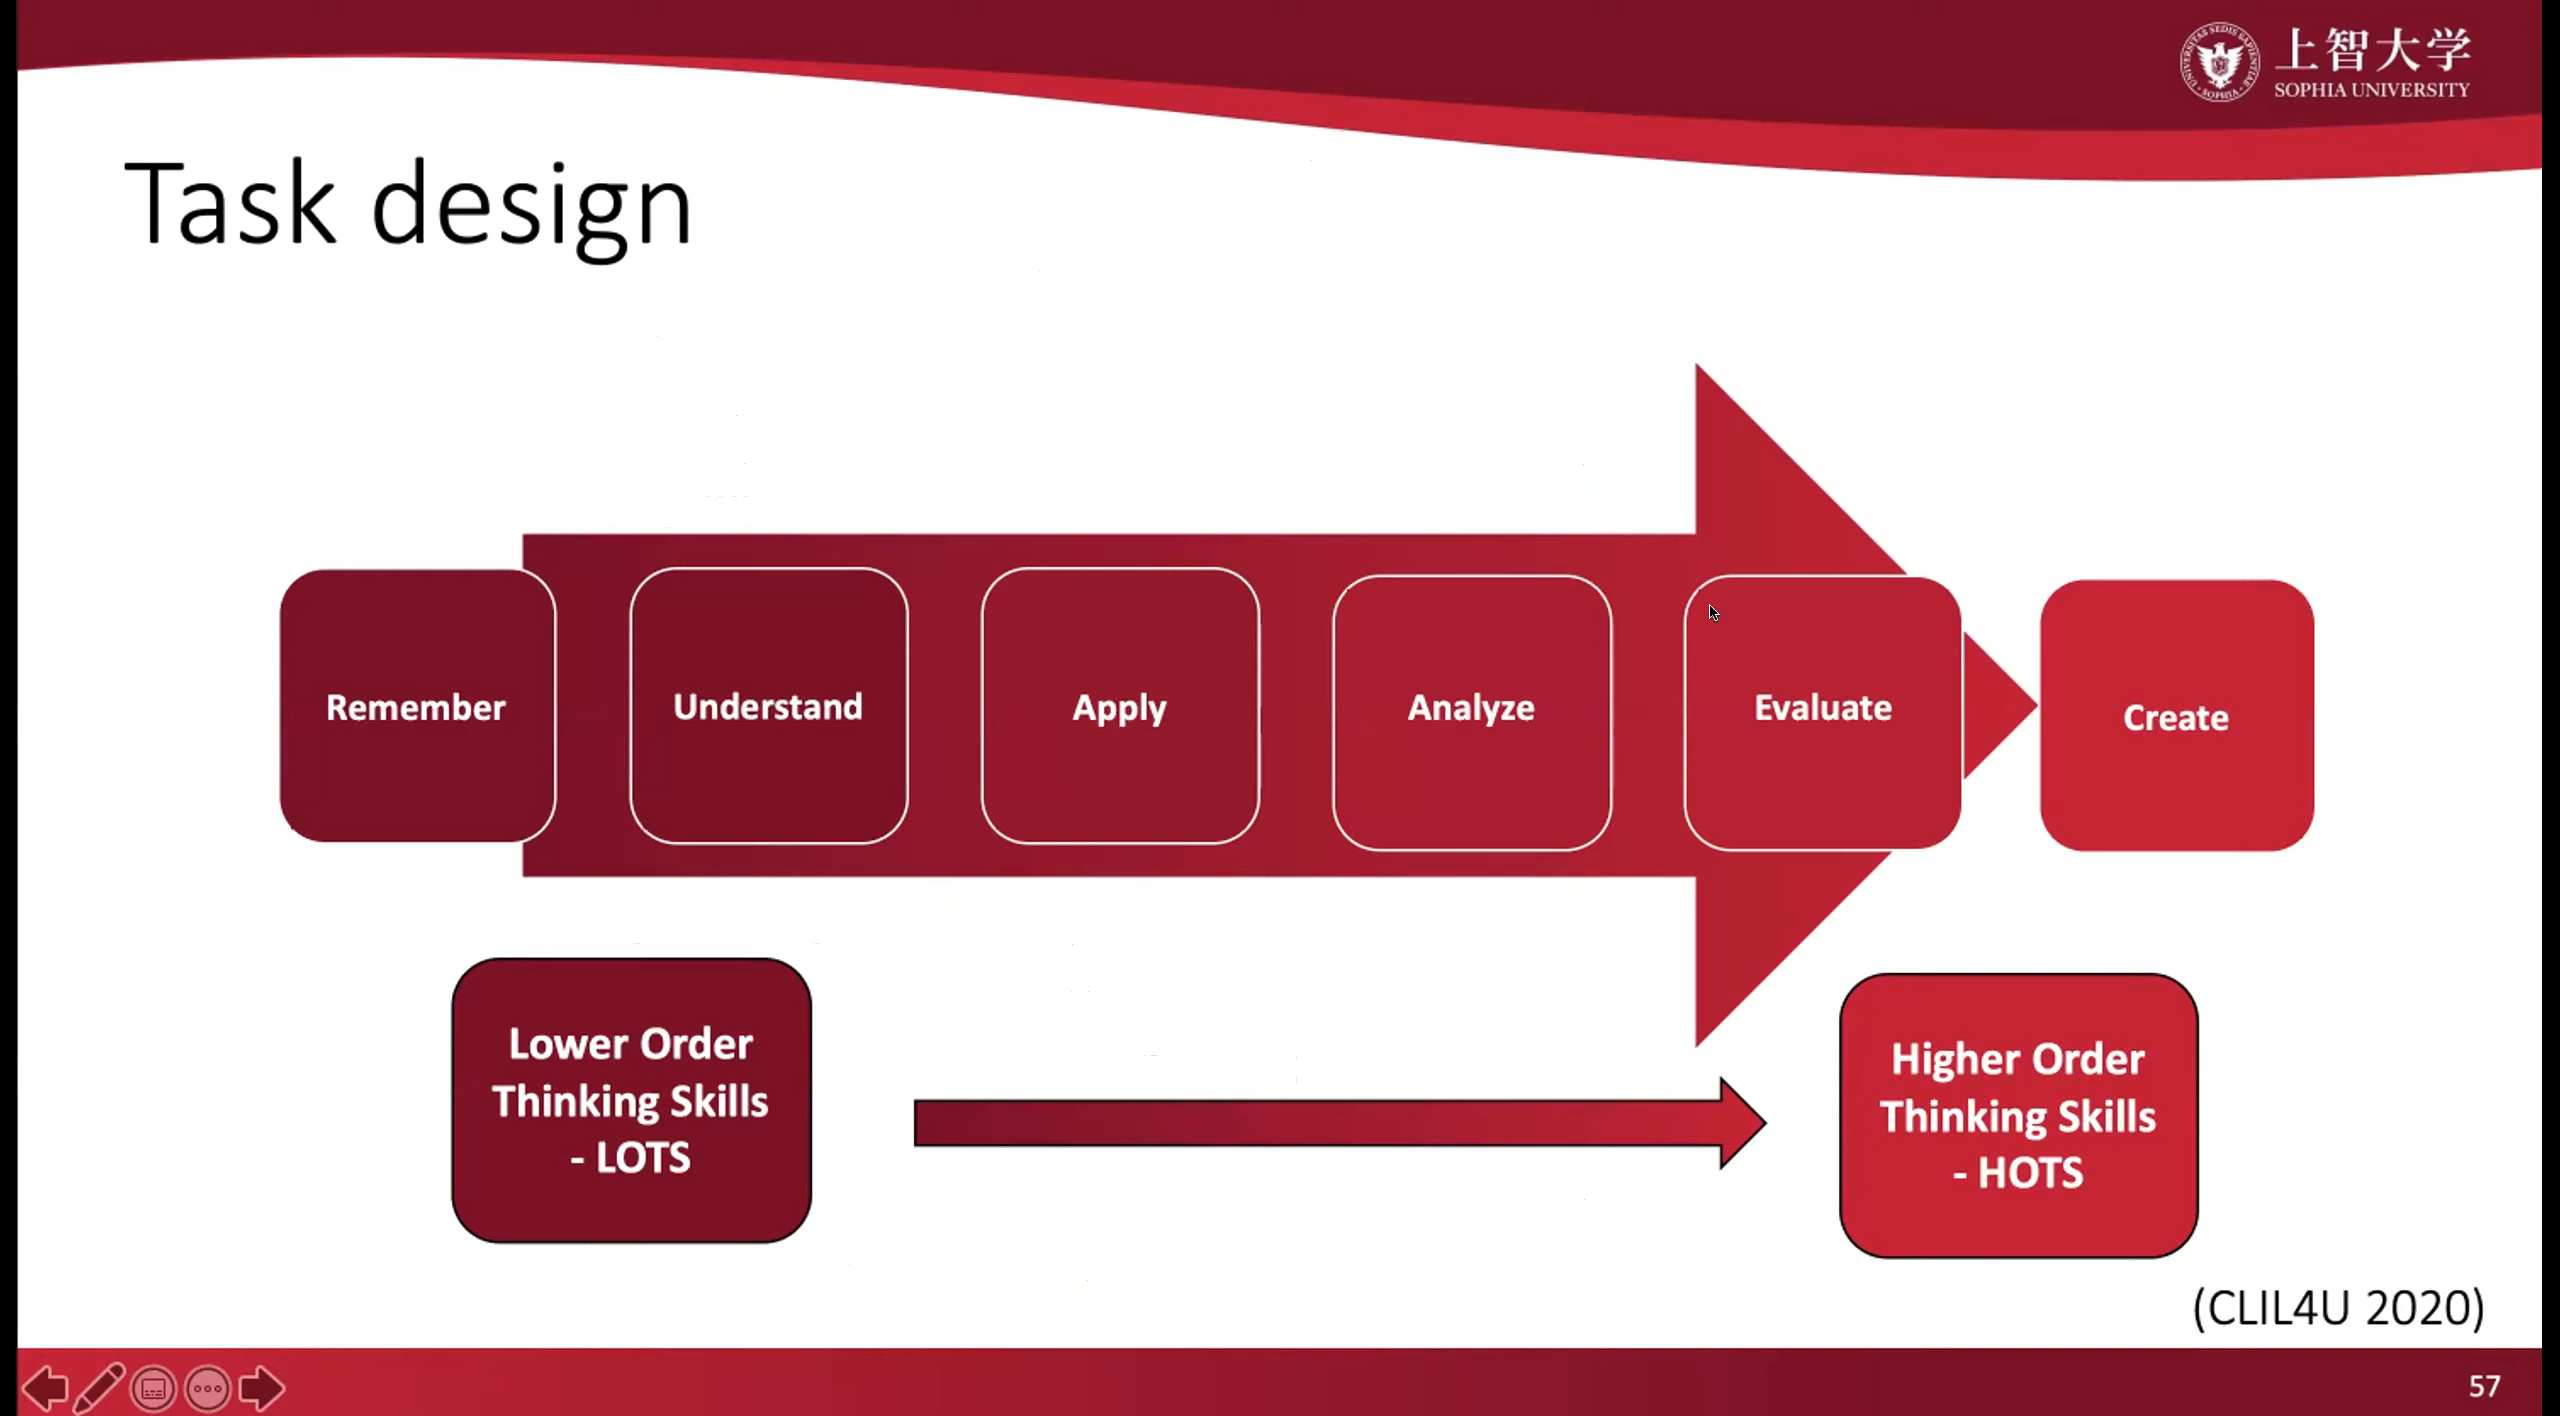 上智大学
SOPHIA UNIVERSITY
Task design
Remember
Understand
Apply
Analyze
Evaluate
Create
Lower Order
Thinking Skills
- LOTS
Higher Order
Thinking Skills
- HOTS
(CLIL4U 2020)
57